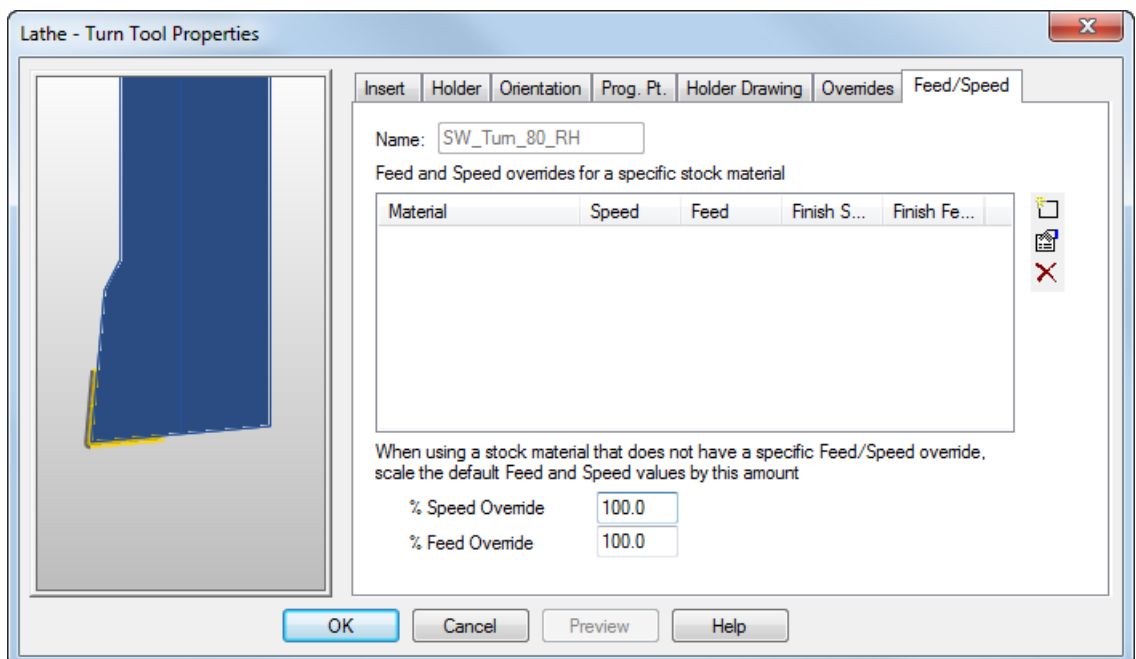 Lathe - Turn Tool Properties
Insert Holder Orientation Prog. Pt. Holder Drawing Overrides Feed/Speed
Name: SW_Turn_80_RH
Feed and Speed overrides for a specific stock material
Material Speed Feed Finish S... Finish Fe...
When using a stock material that does not have a specific Feed/Speed override,
scale the default Feed and Speed values by this amount
% Speed Override 100.0
% Feed Override 100.0
OK Cancel Preview Help